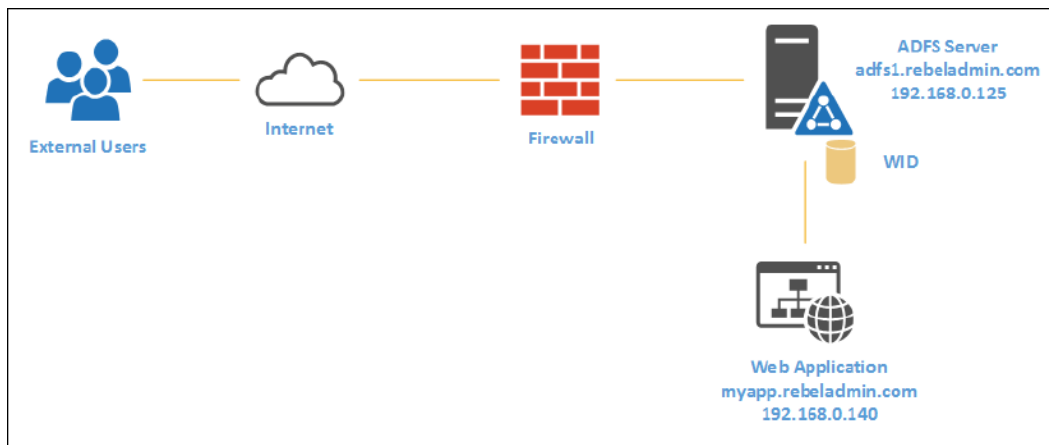 External Users
Internet
Firewall
ADFS Server
adfs1.rebeladmin.com
192.168.0.125
WID
Web Application
myapp.rebeladmin.com
192.168.0.140